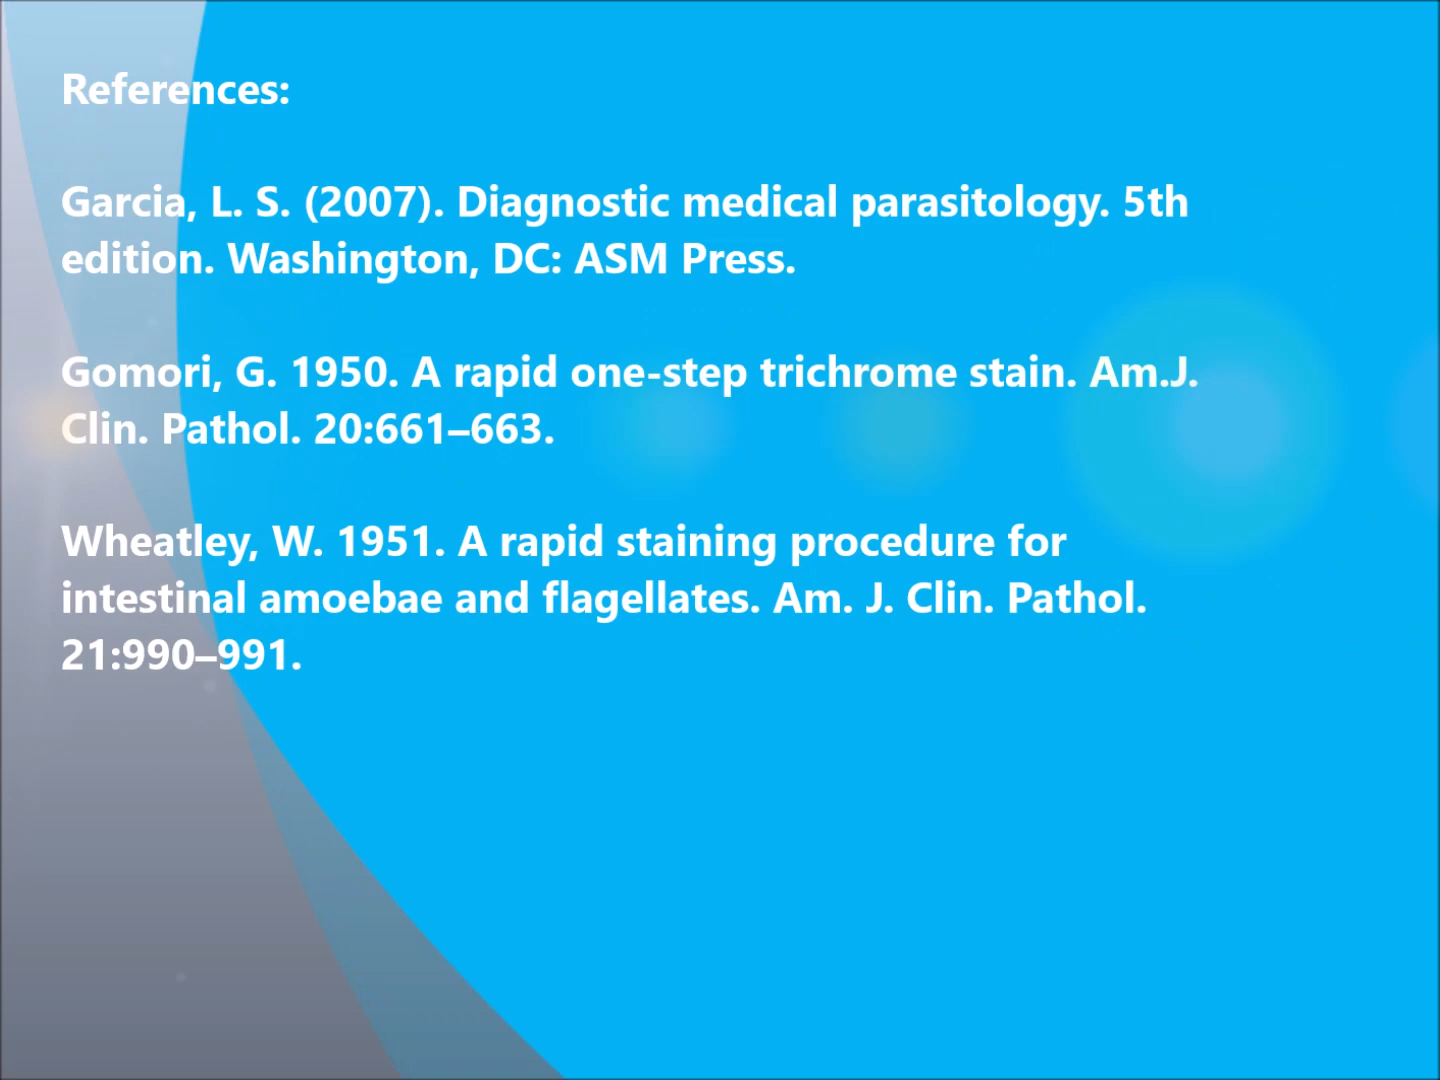 References:
Garcia, L. S. (2007). Diagnostic medical parasitology. 5th
edition. Washington, DC: ASM Press.
Gomori, G. 1950. A rapid one-step trichrome stain. Am.J.
Clin. Pathol. 20:661–663.
Wheatley, W. 1951. A rapid staining procedure for
intestinal amoebae and flagellates. Am. J. Clin. Pathol.
21:990–991.